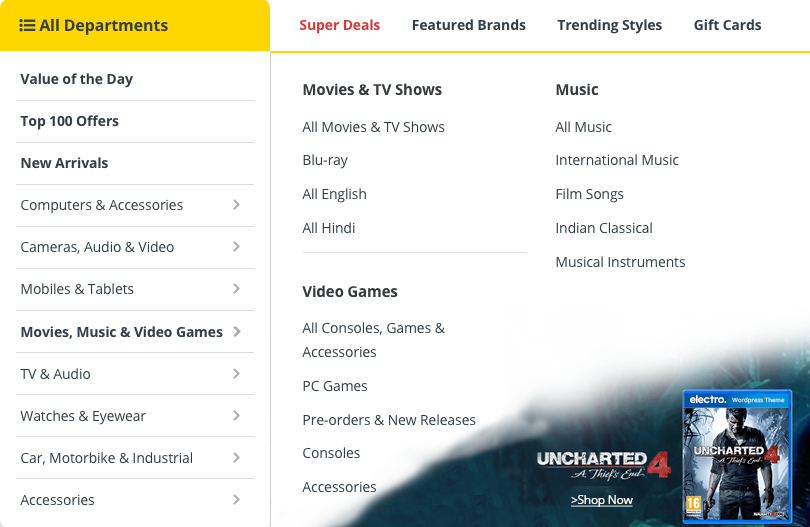 All Departments
Super Deals
Featured Brands
Trending Styles
Gift Cards
Value of the Day
Top 100 Offers
New Arrivals
Computers & Accessories
Cameras, Audio & Video
Mobiles & Tablets
Movies, Music & Video Games
TV & Audio
Watches & Eyewear
Car, Motorbike & Industrial
Accessories
Movies & TV Shows
All Movies & TV Shows
Blu-ray
All English
All Hindi
Video Games
All Consoles, Games &
Accessories
PC Games
Pre-orders & New Releases
Consoles
Accessories
Music
All Music
International Music
Film Songs
Indian Classical
Musical Instruments
UNCHARTED 4
A Thief's End
>Shop Now
electro. Wordpress Theme
UNCHARTED 4
A Thief's End
16
NAUGHTY DOG